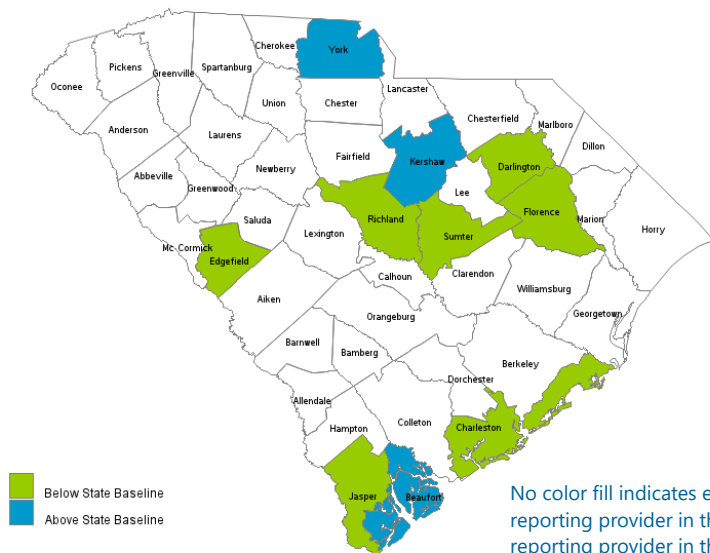 York
Cherokee
Pickens
Spartanburg
Greenville
Oconee
Lancaster
Union
Chester
Chesterfield
Marlboro
Anderson
Laurens
Dillon
Fairfield
Kershaw
Darlington
Newberry
Abbeville
Greenwood
Lee
Florence
Marion
Saluda
Richland
Horry
Lexington
Sumter
Mc Cormick
Edgefield
Calhoun
Clarendon
Williamsburg
Aiken
Orangeburg
Georgetown
Barnwell
Bamberg
Berkeley
Dorchester
Allendale
Colleton
Hampton
Charleston
Jasper
Beaufort
Below State Baseline
Above State Baseline
No color fill indicates e
reporting provider in th
reporting provider in th